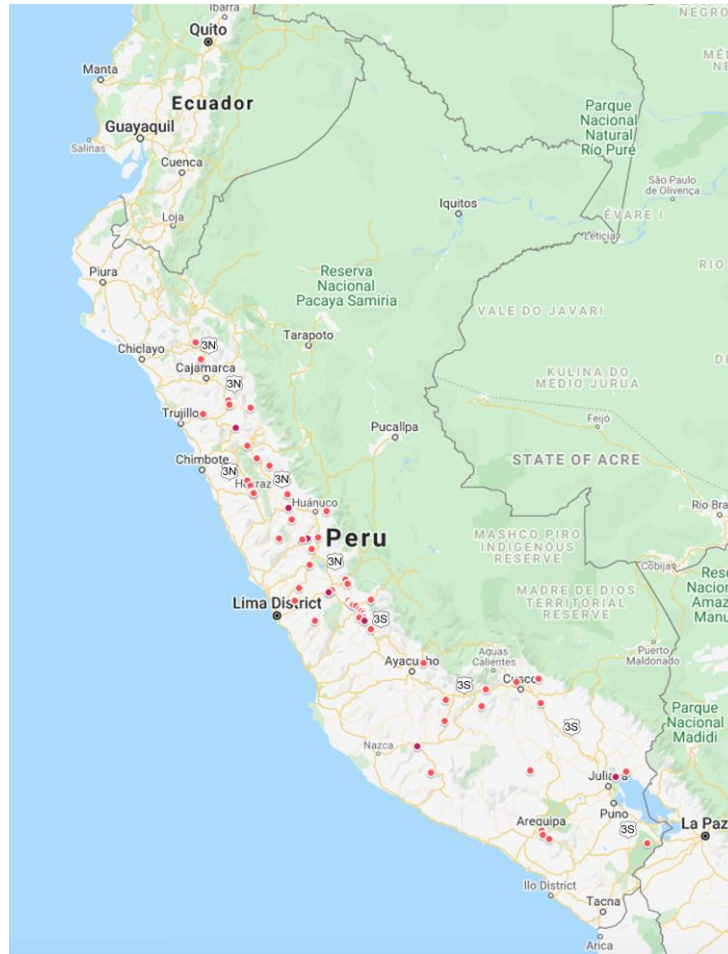 Ibarra
NEGRO
Quito
Manta
Ecuador
Parque
Nacional
Natural
Río Puré
Guayaquil
Salinas
Cuenca
São Paulo
de Olivença
Iquitos
ÉVARE I
Loja
Leticia
RIO
Piura
Reserva
Nacional
Pacaya Samiria
VALE DO JAVARI
Tarapoto
3N
Chiclayo
Cajamarca
KULINA DO
MEDIO JURUA
3N
Trujillo
Feijó
Pucallpa
Chimbote
STATE OF ACRE
3N
3N
Huánuco
Rio Bra
Peru
MASHCO PIRO
INDIGENOUS
RESERVE
3N
Cobija
MADRE DE DIOS
TERRITORIAL
RESERVE
Lima District
3S
Puerto
Maldonado
Aguas
Calientes
Ayacucho
3S
Cusco
Parque
Nacional
Madidi
3S
Nazca
Juliaca
Puno
Arequipa
3S
La Paz
Ilo District
Tacna
Arica